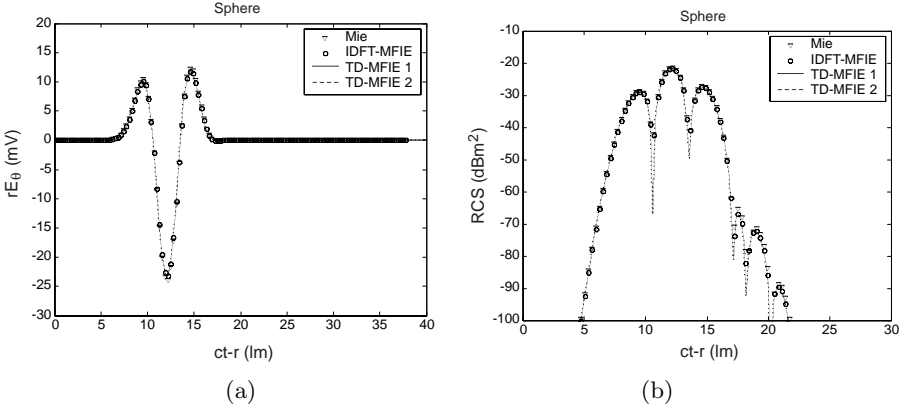 Sphere
20
15
10
5
0
-5
-10
-15
-20
-25
-30
rEθ (mV)
0 5 10 15 20 25 30 35 40
ct-r (lm)
Mie
IDFT-MFIE
TD-MFIE 1
TD-MFIE 2
(a)
Sphere
-10
-20
-30
-40
-50
-60
-70
-80
-90
-100
RCS (dBm²)
0 5 10 15 20 25 30
ct-r (lm)
Mie
IDFT-MFIE
TD-MFIE 1
TD-MFIE 2
(b)